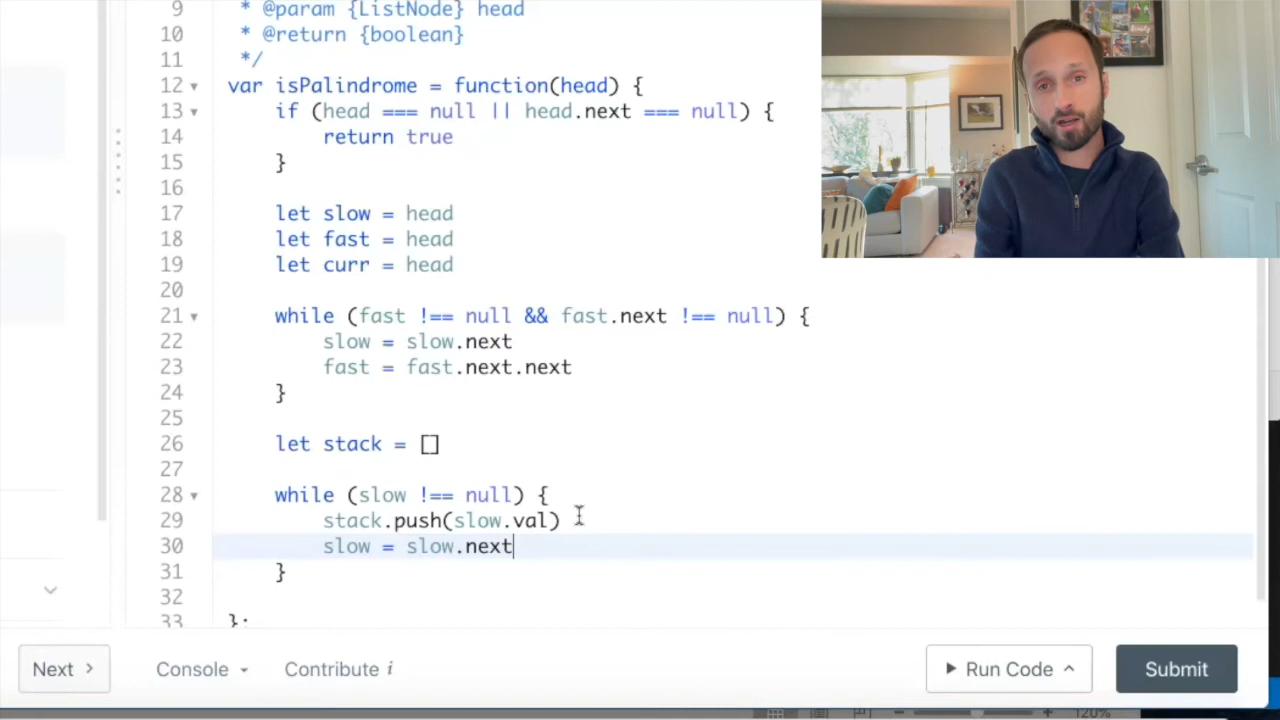 9 * @param {ListNode} head
10 * @return {boolean}
11 */
12 var isPalindrome = function(head) {
13 if (head === null || head.next === null) {
14 return true
15 }
16
17 let slow = head
18 let fast = head
19 let curr = head
20
21 while (fast !== null && fast.next !== null) {
22 slow = slow.next
23 fast = fast.next.next
24 }
25
26 let stack = []
27
28 while (slow !== null) {
29 stack.push(slow.val)
30 slow = slow.next
31 }
32
33 };
Next
Console
Contribute i
Run Code
Submit
120%